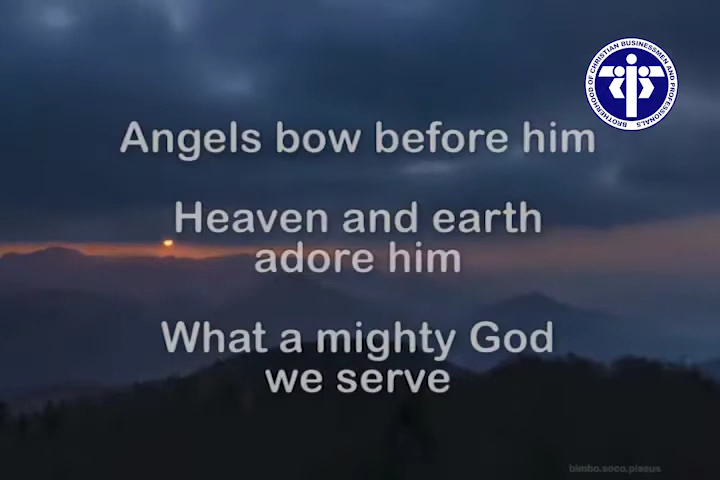 BROTHERHOOD OF CHRISTIAN BUSINESSMEN AND PROFESSIONALS
Angels bow before him
Heaven and earth
adore him
What a mighty God
we serve